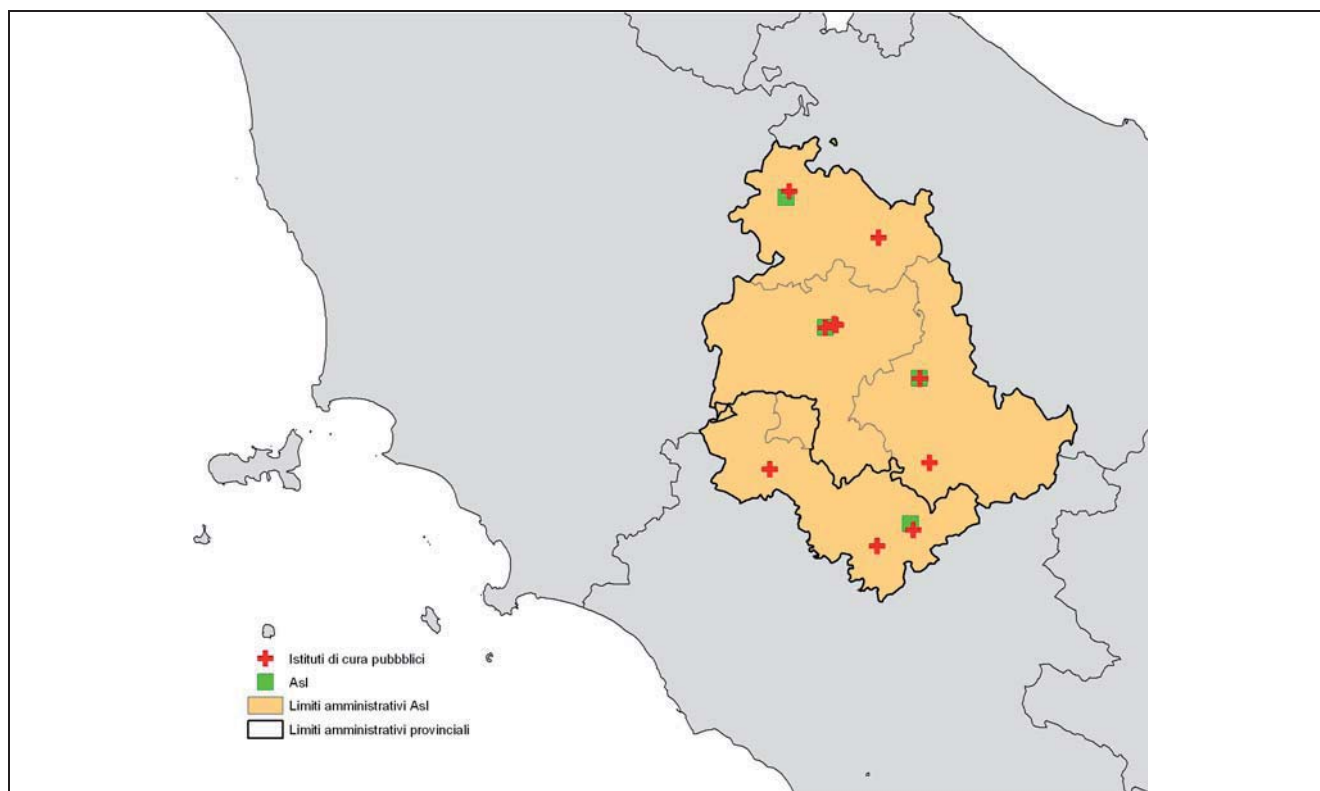 Istituti di cura pubbblici
Asl
Limiti amministrativi Asl
Limiti amministrativi provinciali